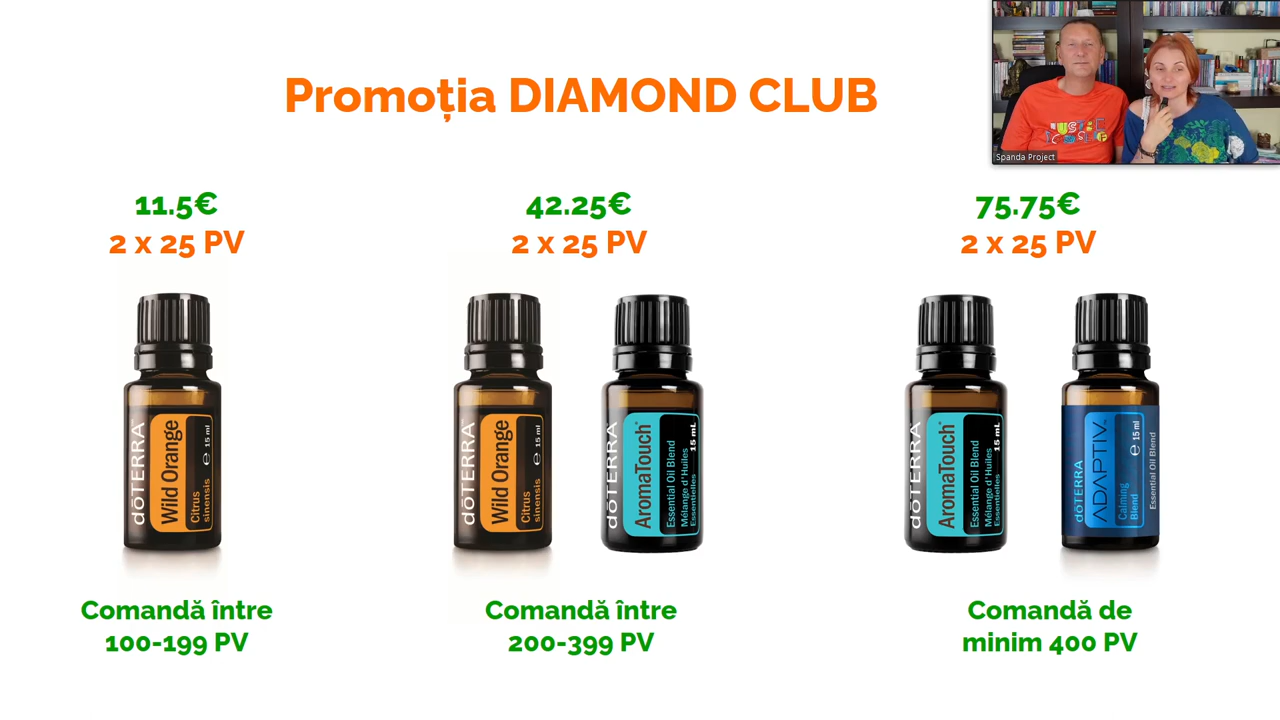 Promoția DIAMOND CLUB
Spanda Project
11.5€
2 x 25 PV
42.25€
2 x 25 PV
75.75€
2 x 25 PV
dōTERRA
Wild Orange
Citrus
sinensis
℮ 15 ml
dōTERRA
Wild Orange
Citrus
sinensis
℮ 15 ml
dōTERRA
AromaTouch
Essential Oil Blend
Mélange d'Huiles
Essentielles
15 mL
dōTERRA
AromaTouch
Essential Oil Blend
Mélange d'Huiles
Essentielles
15 mL
dōTERRA
ADAPTIV
Calming
Blend
℮ 15 ml
Essential Oil Blend
Comandă între
100-199 PV
Comandă între
200-399 PV
Comandă de
minim 400 PV